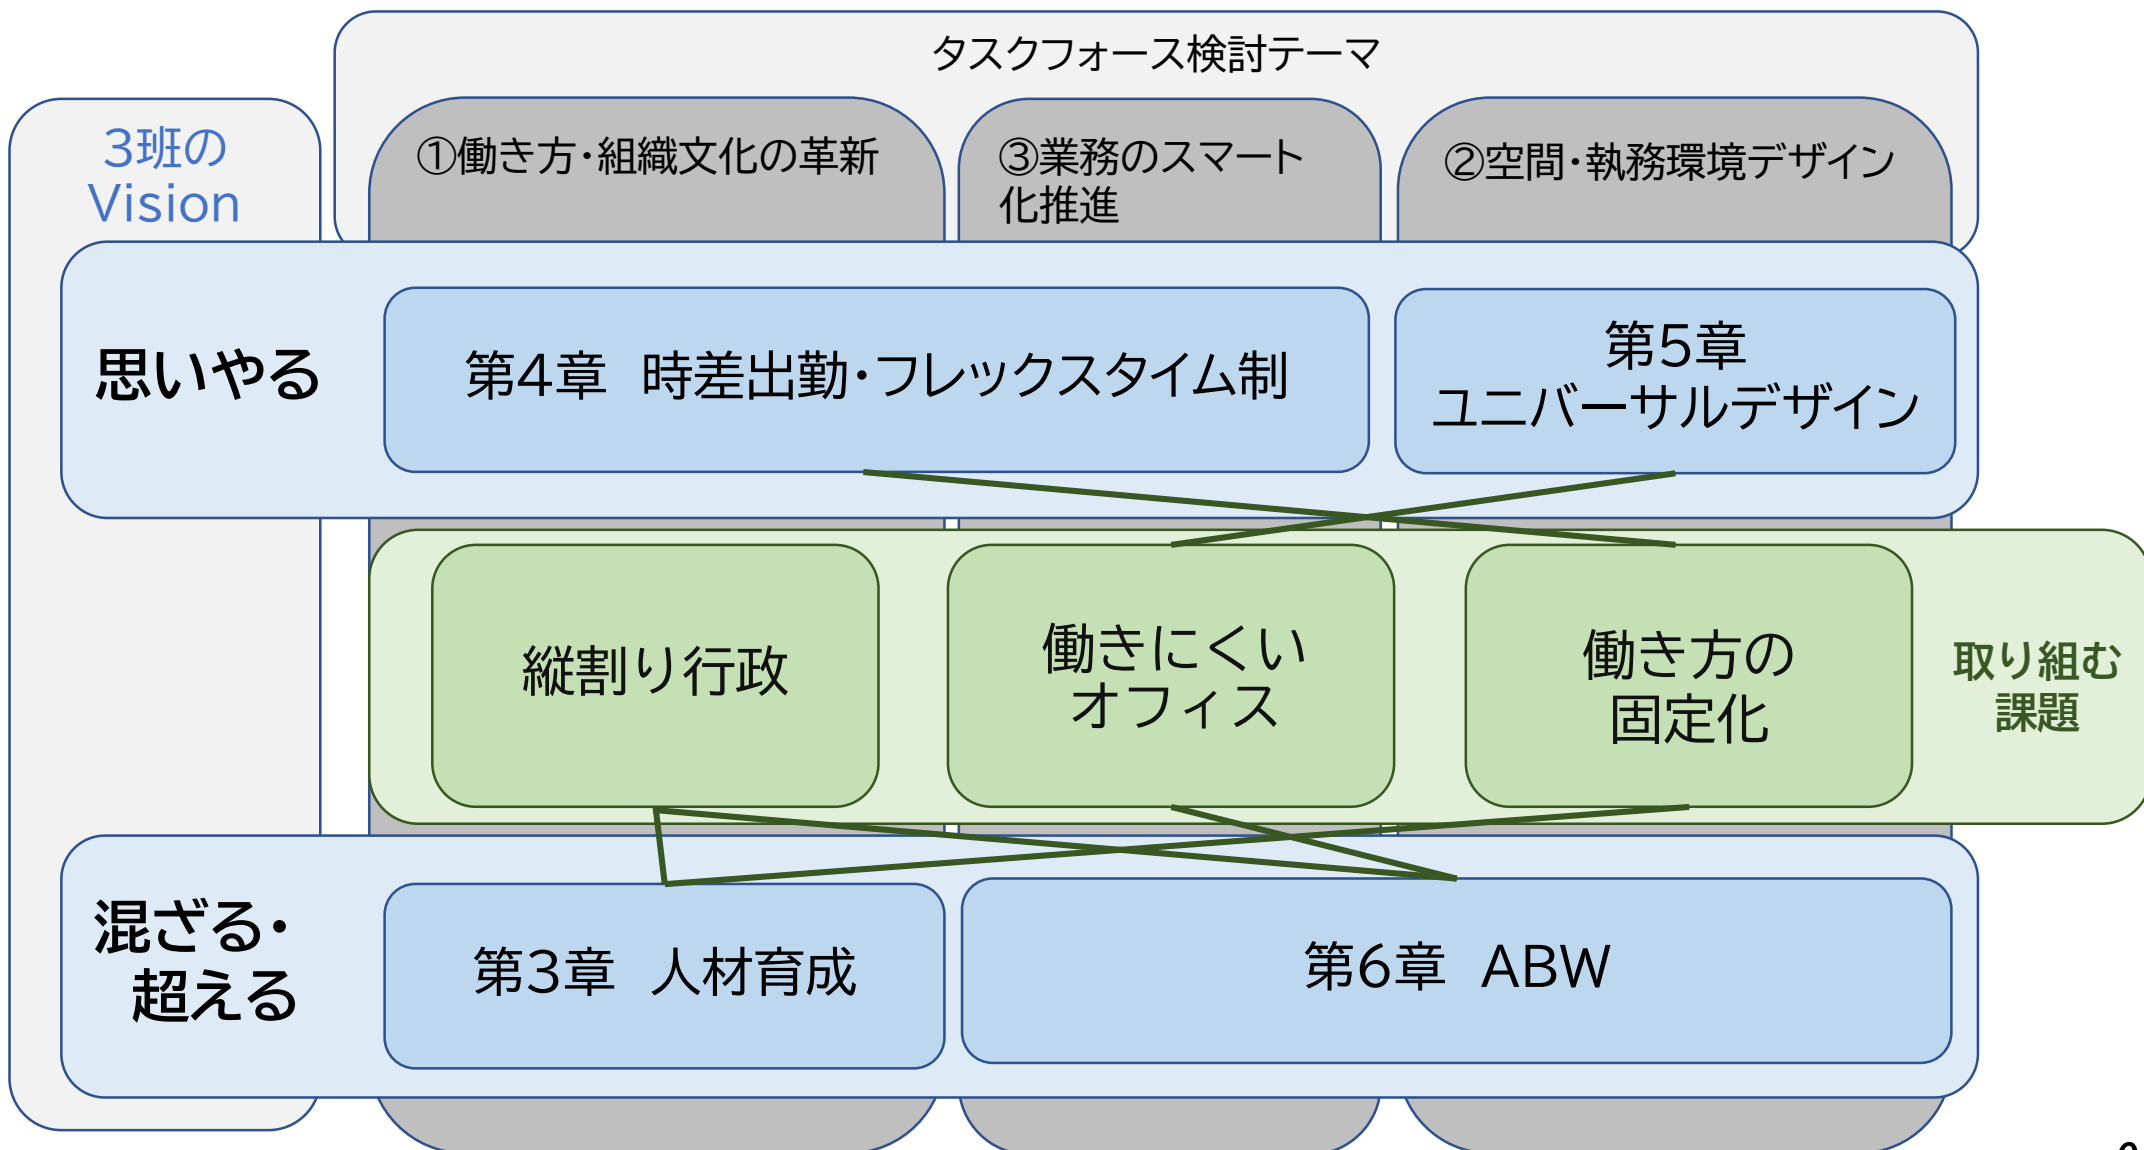 タスクフォース検討テーマ
3班の
Vision
①働き方・組織文化の革新
③業務のスマート
化推進
②空間・執務環境デザイン
思いやる
第4章　時差出勤・フレックスタイム制
第5章
ユニバーサルデザイン
縦割り行政
働きにくい
オフィス
働き方の
固定化
取り組む
課題
混ざる・
超える
第3章　人材育成
第6章　ABW